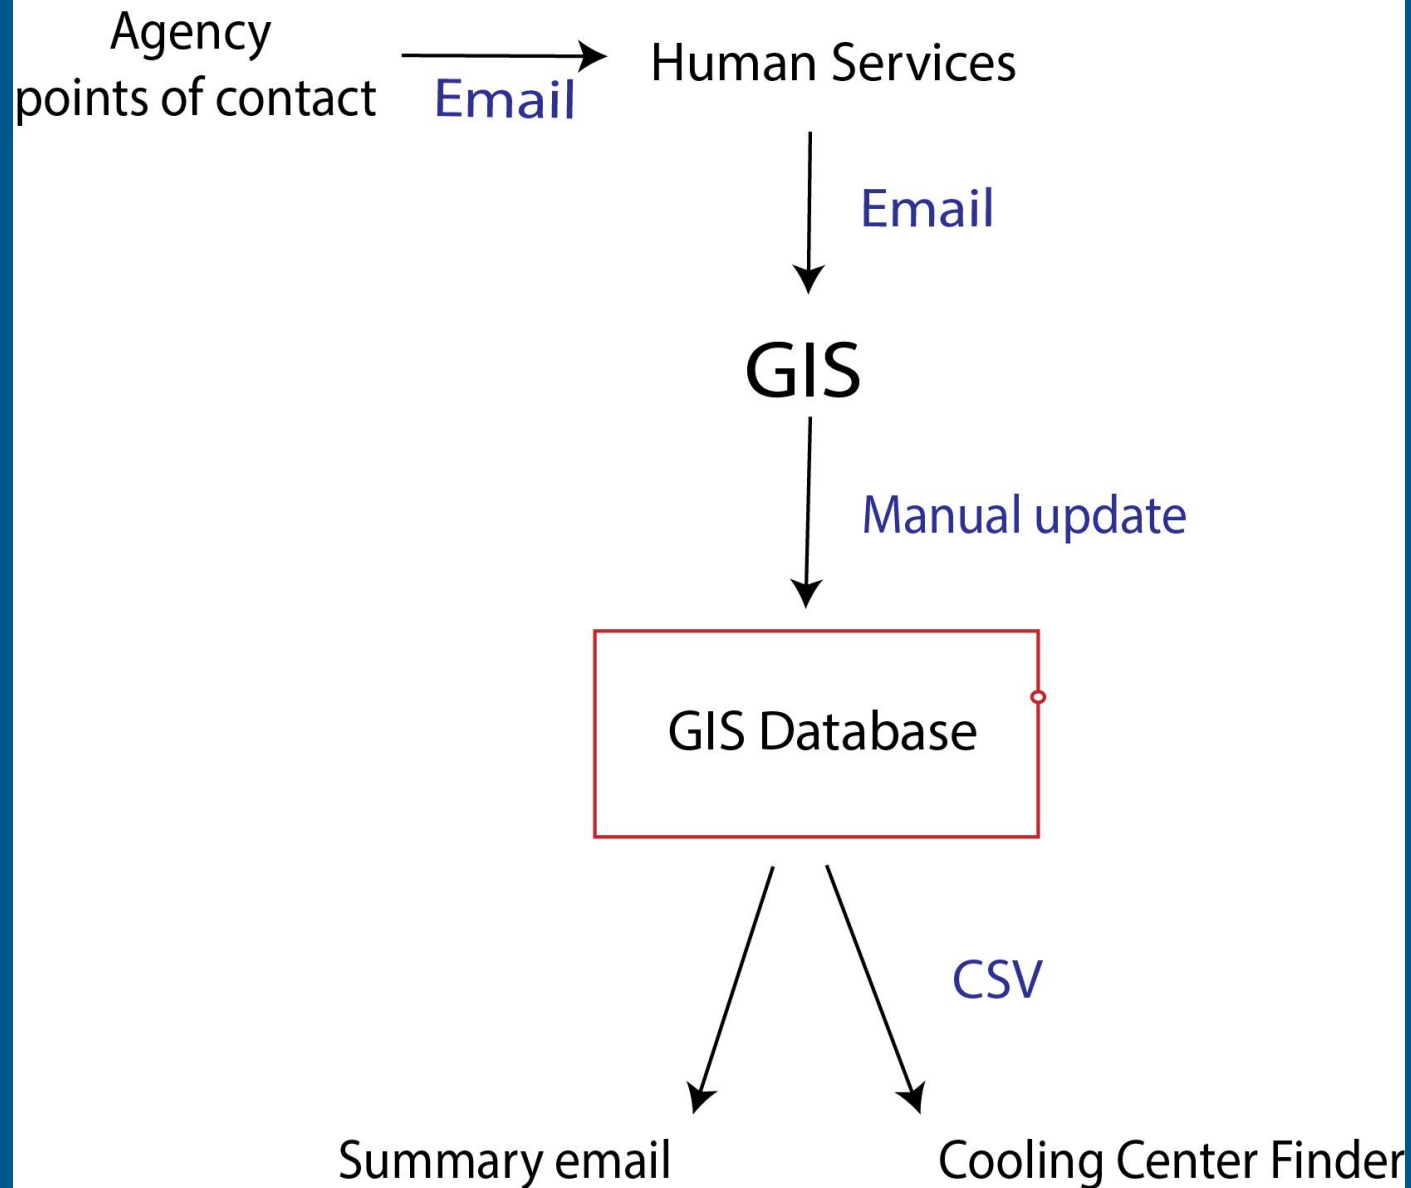 Agency
points of contact
Email
Human Services
Email
GIS
Manual update
GIS Database
CSV
Summary email
Cooling Center Finder